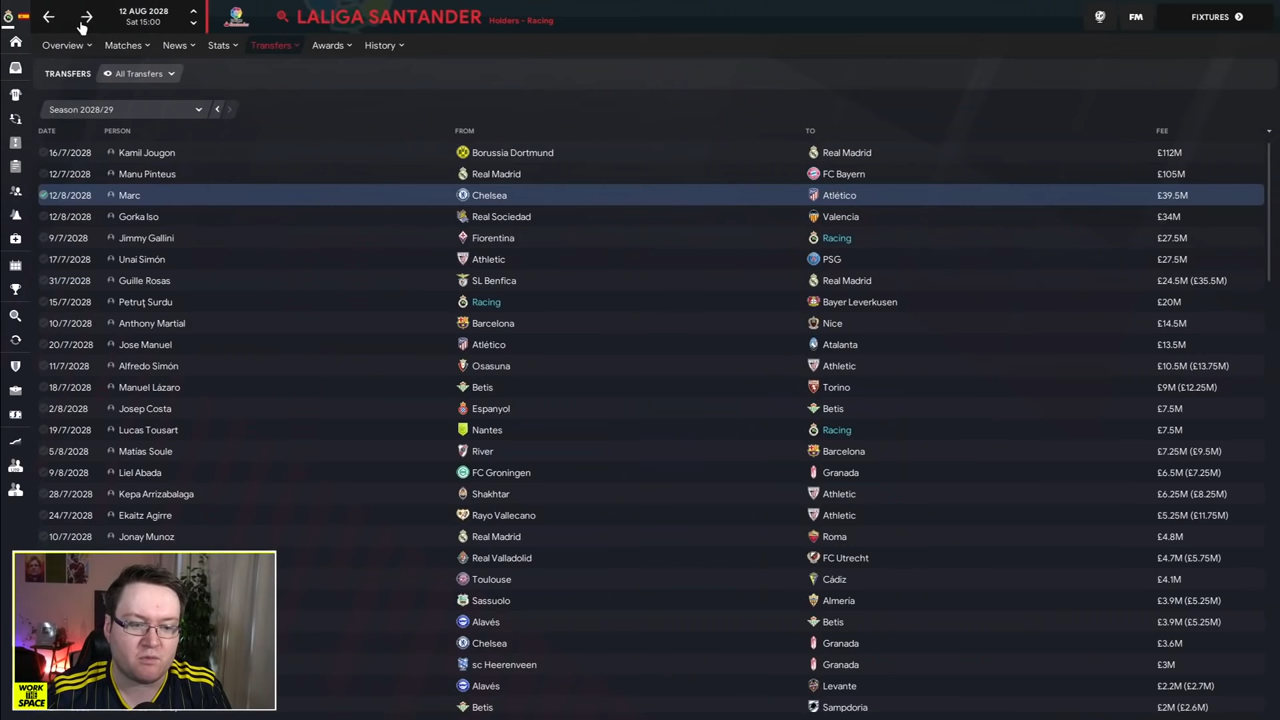 12 AUG 2028
Sat 15:00
LALIGA SANTANDER
Holders - Racing
FM
FIXTURES
Overview
Matches
News
Stats
Transfers
Awards
History
TRANSFERS
All Transfers
Season 2028/29
DATE PERSON FROM TO FEE
16/7/2028 Kamil Jougon Borussia Dortmund Real Madrid £112M
12/7/2028 Manu Pinteus Real Madrid FC Bayern £105M
12/8/2028 Marc Chelsea Atlético £39.5M
12/8/2028 Gorka Iso Real Sociedad Valencia £34M
9/7/2028 Jimmy Gallini Fiorentina Racing £27.5M
17/7/2028 Unai Simón Athletic PSG £27.5M
31/7/2028 Guille Rosas SL Benfica Real Madrid £24.5M (£35.5M)
15/7/2028 Petruț Surdu Racing Bayer Leverkusen £20M
10/7/2028 Anthony Martial Barcelona Nice £14.5M
20/7/2028 Jose Manuel Atlético Atalanta £13.5M
11/7/2028 Alfredo Simón Osasuna Athletic £10.5M (£13.75M)
18/7/2028 Manuel Lázaro Betis Torino £9M (£12.25M)
2/8/2028 Josep Costa Espanyol Betis £7.5M
19/7/2028 Lucas Tousart Nantes Racing £7.5M
5/8/2028 Matías Soule River Barcelona £7.25M (£9.5M)
9/8/2028 Liel Abada FC Groningen Granada £6.5M (£7.25M)
28/7/2028 Kepa Arrizabalaga Shakhtar Athletic £6.25M (£8.25M)
24/7/2028 Ekaitz Agirre Rayo Vallecano Athletic £5.25M (£11.75M)
10/7/2028 Jonay Munoz Real Madrid Roma £4.8M
Real Valladolid FC Utrecht £4.7M (£5.75M)
Toulouse Cádiz £4.1M
Sassuolo Almería £3.9M (£5.25M)
Alavés Betis £3.9M (£5.25M)
Chelsea Granada £3.6M
sc Heerenveen Granada £3M
Alavés Levante £2.2M (£2.7M)
Betis Sampdoria £2M (£2.6M)
WORK
THE
SPACE